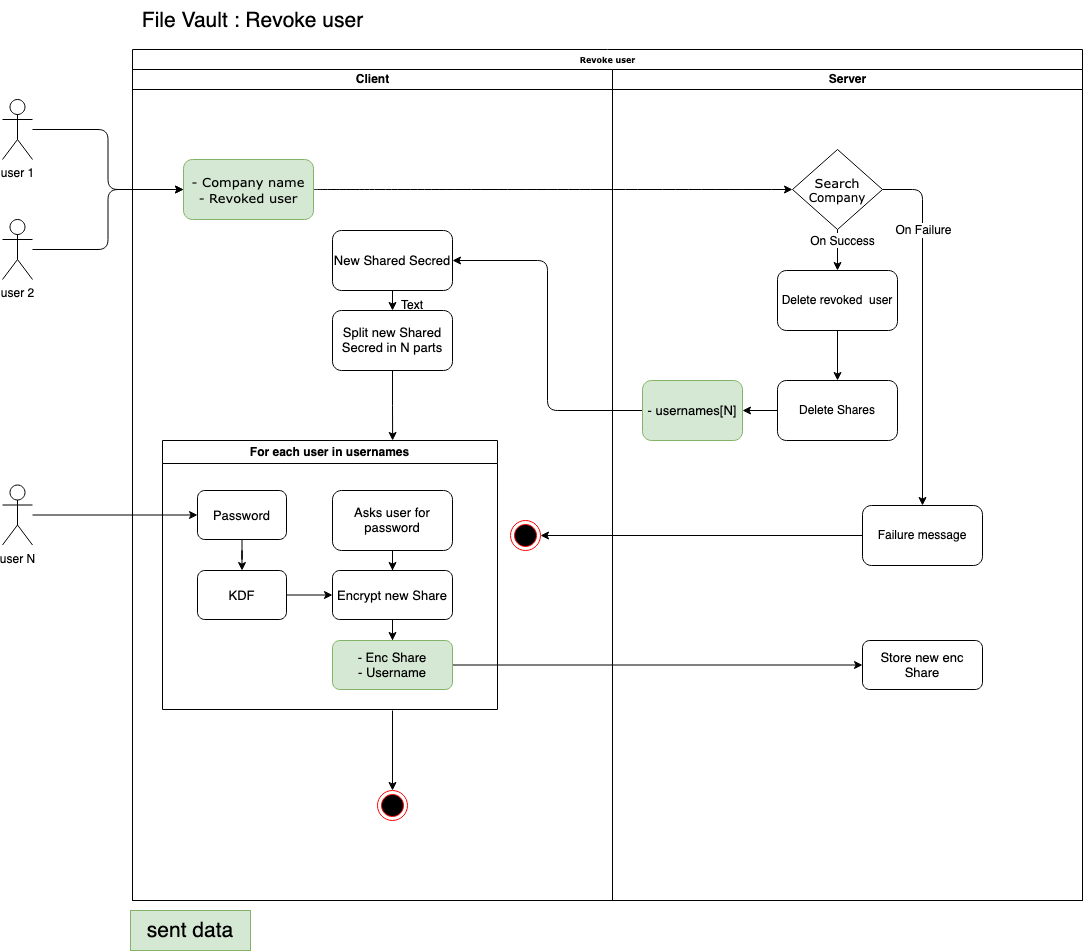 File Vault : Revoke user
Revoke user
Client
Server
user 1
- Company name
- Revoked user
Search
Company
On Failure
On Success
New Shared Secred
user 2
Delete revoked  user
Text
Split new Shared
Secred in N parts
- usernames[N]
Delete Shares
For each user in usernames
Password
Asks user for
password
Failure message
user N
KDF
Encrypt new Share
- Enc Share
- Username
Store new enc
Share
sent data